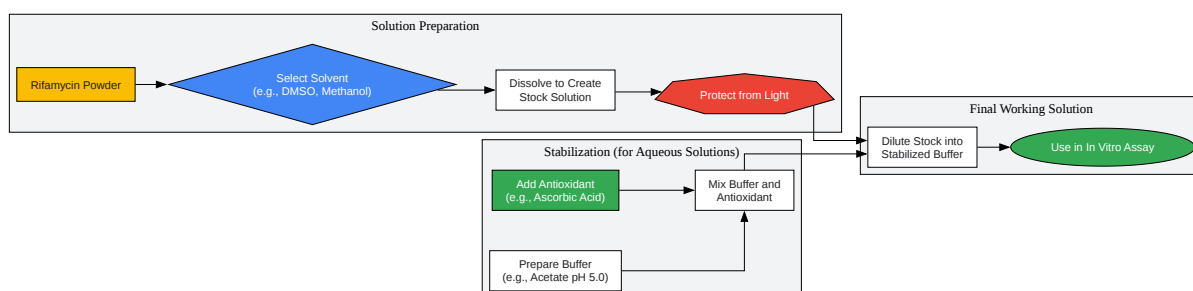 Solution Preparation
Rifamycin Powder
Select Solvent
(e.g., DMSO, Methanol)
Dissolve to Create
Stock Solution
Protect from Light
Stabilization (for Aqueous Solutions)
Add Antioxidant
(e.g., Ascorbic Acid)
Mix Buffer and
Antioxidant
Prepare Buffer
(e.g., Acetate pH 5.0)
Final Working Solution
Dilute Stock into
Stabilized Buffer
Use in In Vitro Assay